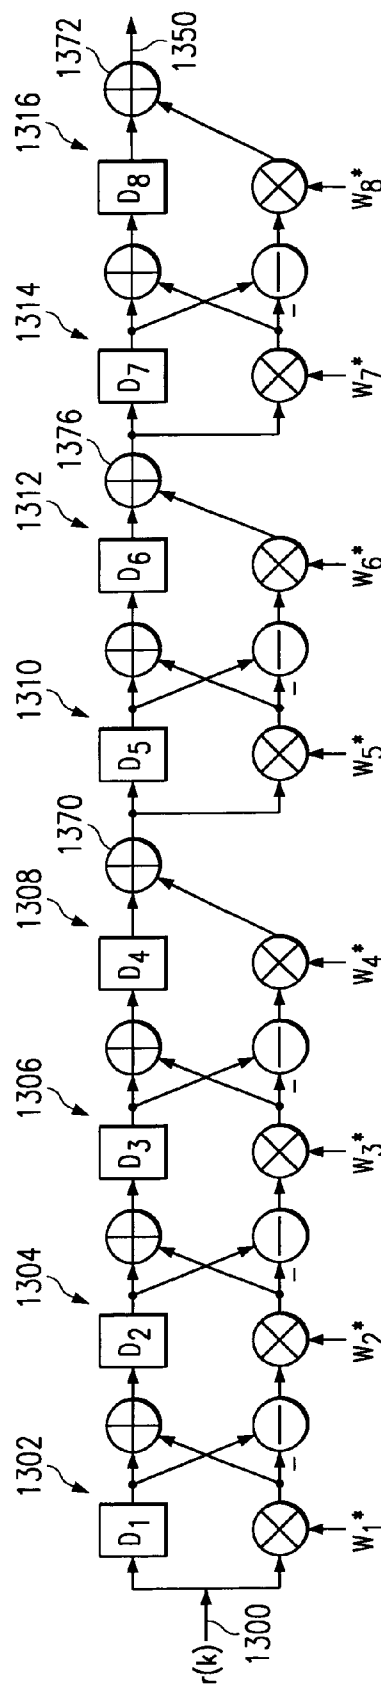 1302 1304 1306 1308 1370 1310 1312 1376 1314 1316 1372
D1 D2 D3 D4 D5 D6 D7 D8
1350
r(k)
1300
- - - - - -
W1* W2* W3* W4* W5* W6* W7* W8*